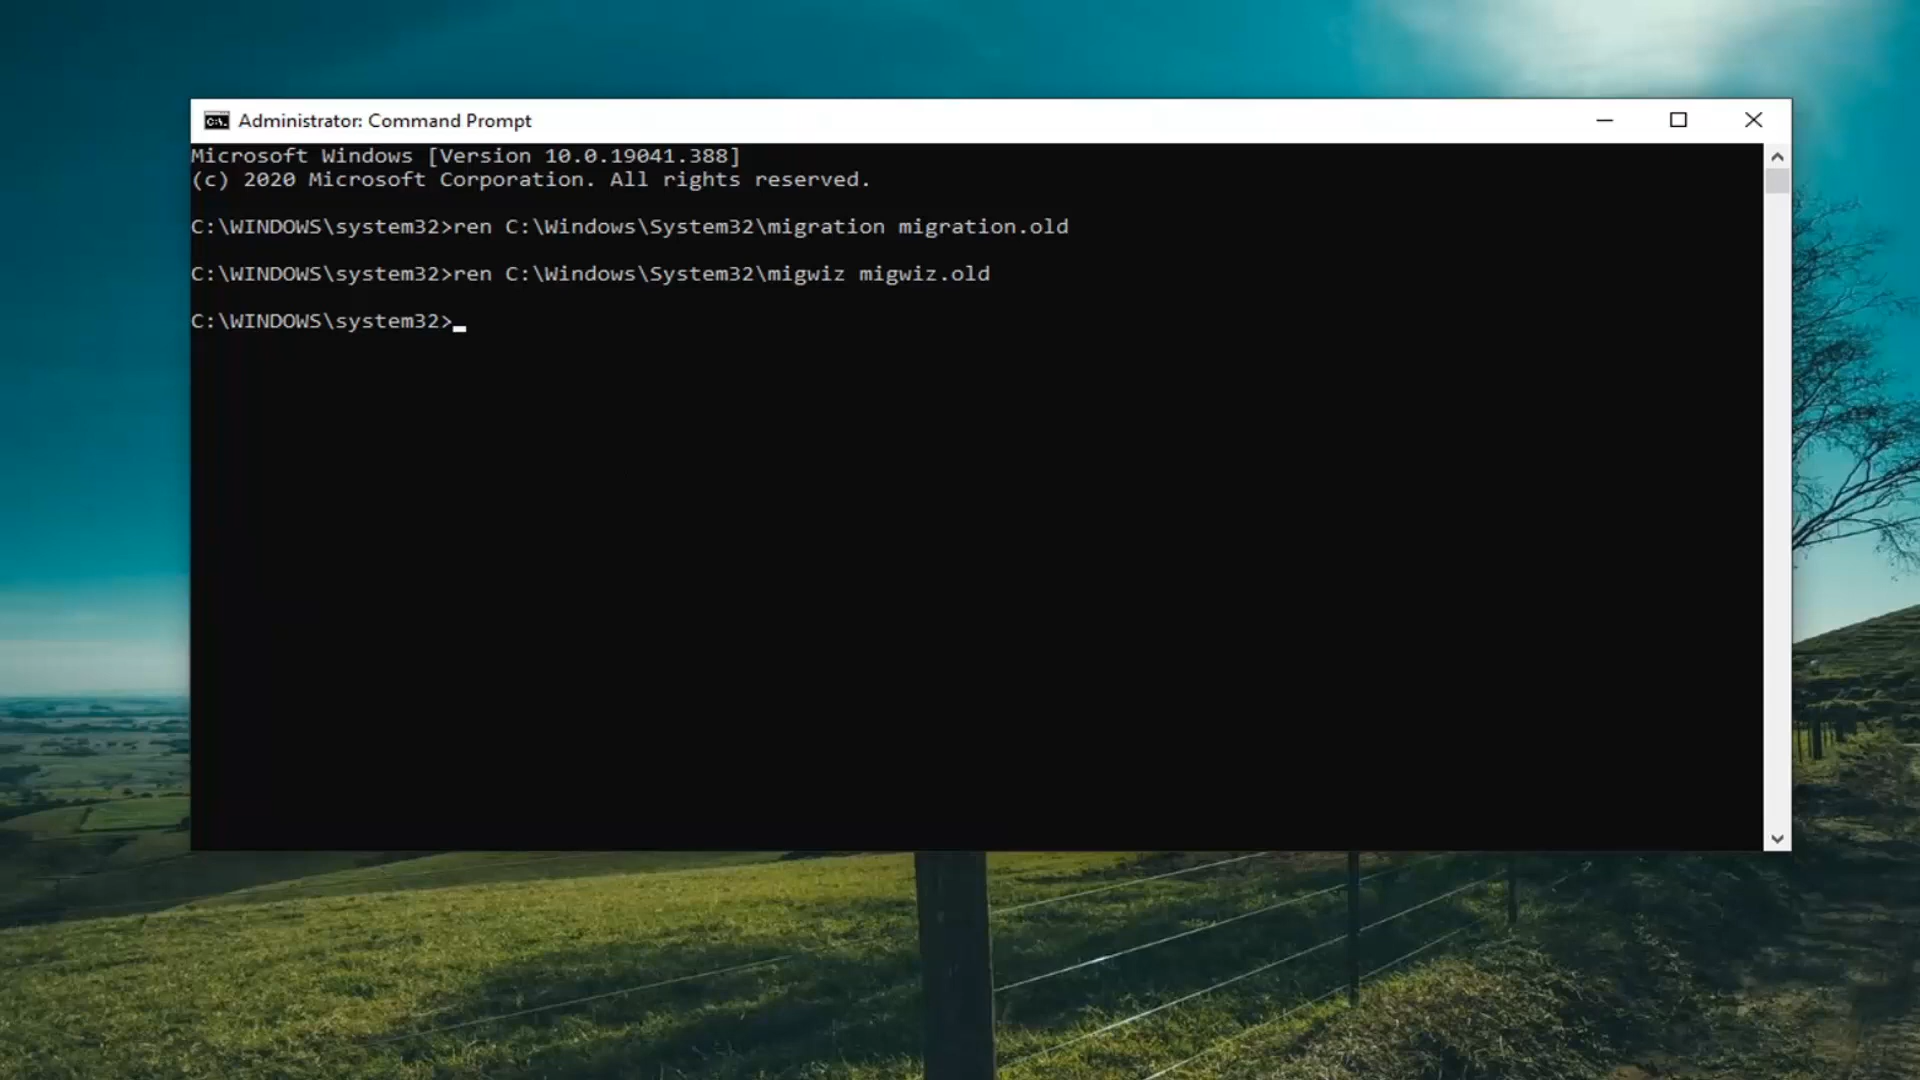 Administrator: Command Prompt
Microsoft Windows [Version 10.0.19041.388]
(c) 2020 Microsoft Corporation. All rights reserved.
C:\WINDOWS\system32>ren C:\Windows\System32\migration migration.old
C:\WINDOWS\system32>ren C:\Windows\System32\migwiz migwiz.old
C:\WINDOWS\system32>